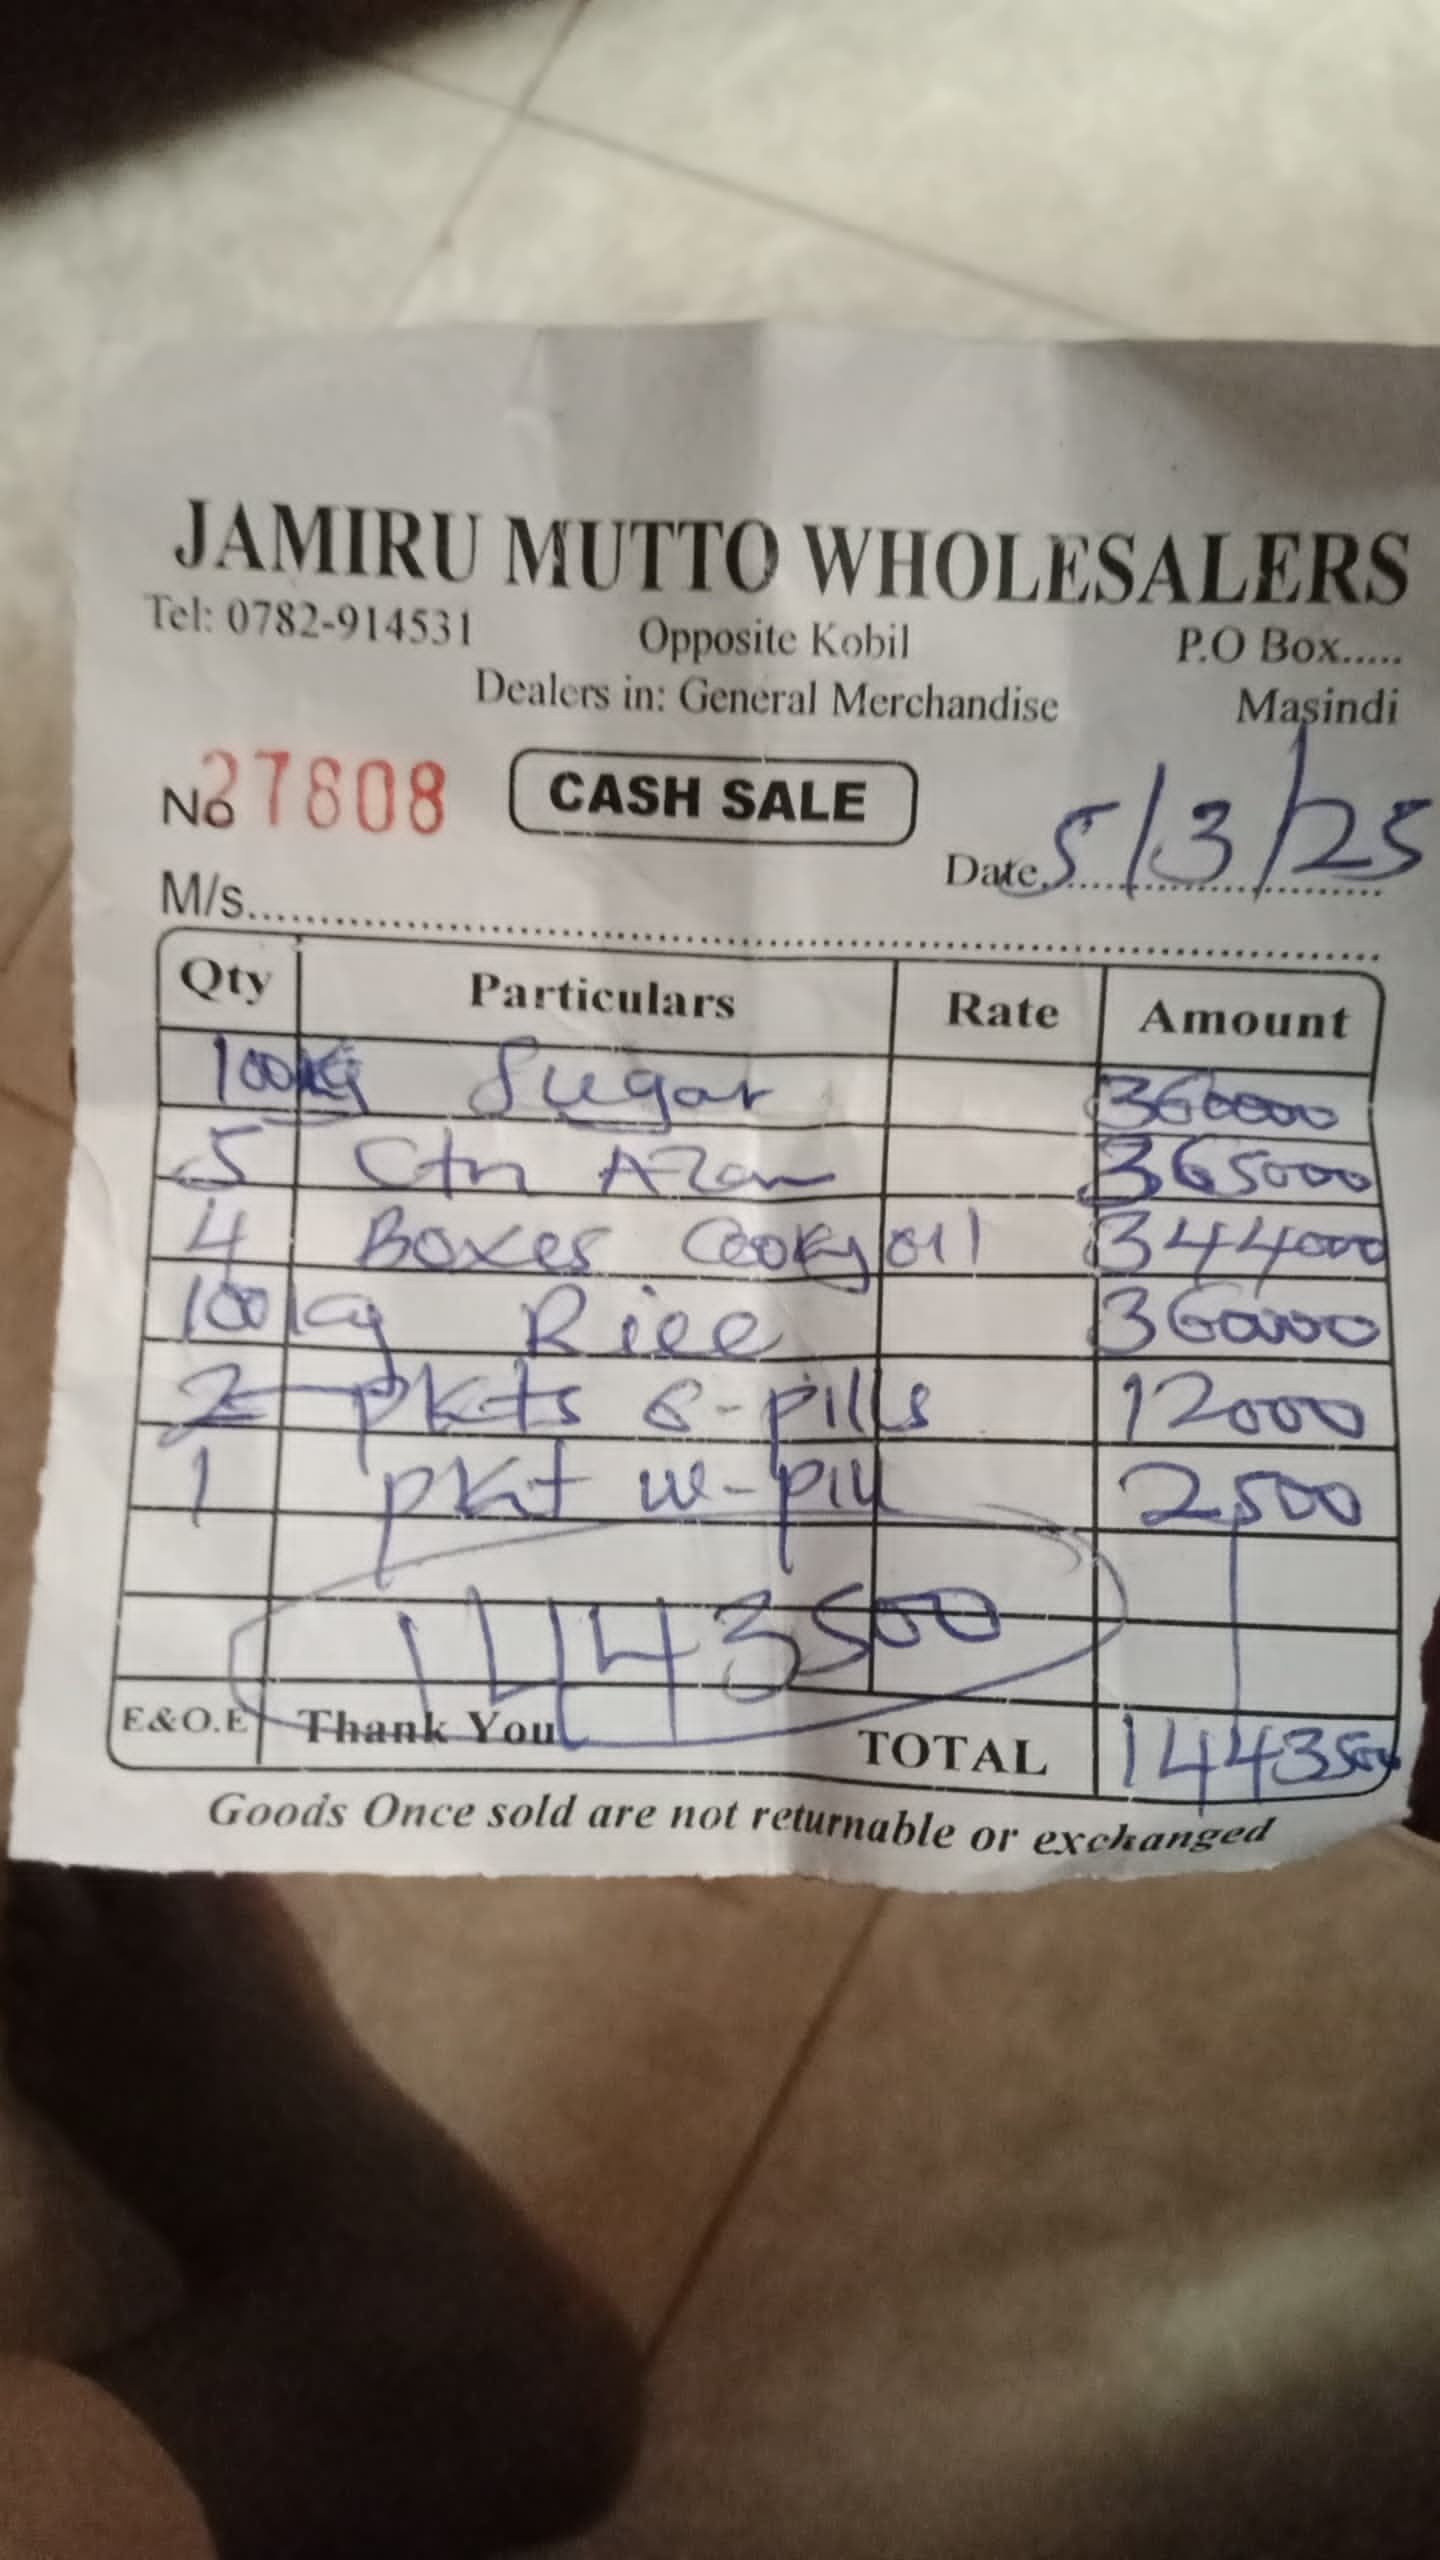 JAMIRU MUTTO WHOLESALERS
Tel: 0782-914531 Opposite Kobil P.O Box.....
Dealers in: General Merchandise Masindi
No 27808 CASH SALE
Date 5/3/25
M/s
Qty Particulars Rate Amount
100kg Sugar 360000
5 Ctn Azam 365000
4 Boxes Cooky oil 344000
100kg Rice 360000
2 pkts 8-pills 12000
1 pkt w-pill 2500
1443500
E&O.E Thank You TOTAL 1443500
Goods Once sold are not returnable or exchanged